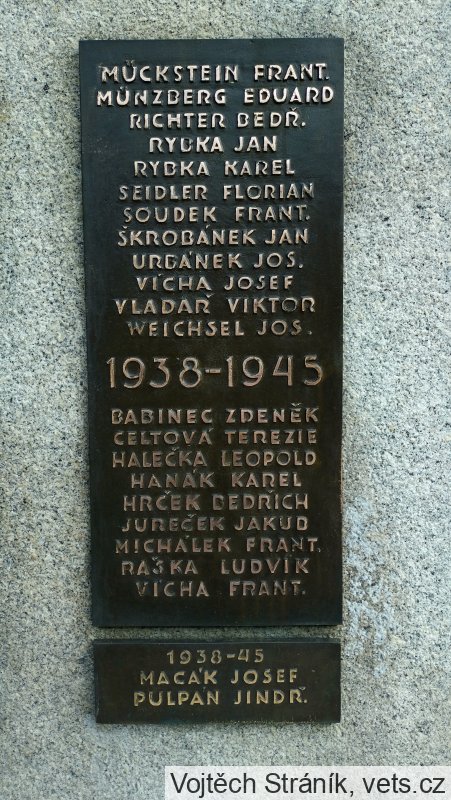 MÜCKSTEIN FRANT.
MÜNZBERG EDUARD
RICHTER BEDŘ.
RYBKA JAN
RYBKA KAREL
SEIDLER FLORIAN
SOUDEK FRANT.
ŠKROBÁNEK JAN
URBÁNEK JOS.
VÍCHA JOSEF
VLADAŘ VIKTOR
WEICHSEL JOS.
1938-1945
BABINEC ZDENĚK
CELTOVÁ TEREZIE
HALEČKA LEOPOLD
HANÁK KAREL
HRČEK BEDŘICH
JUREČEK JAKUB
MICHÁLEK FRANT.
RAŠKA LUDVÍK
VÍCHA FRANT.
1938-45
MACÁK JOSEF
PULPÁN JINDŘ.
Vojtěch Stráník, vets.cz